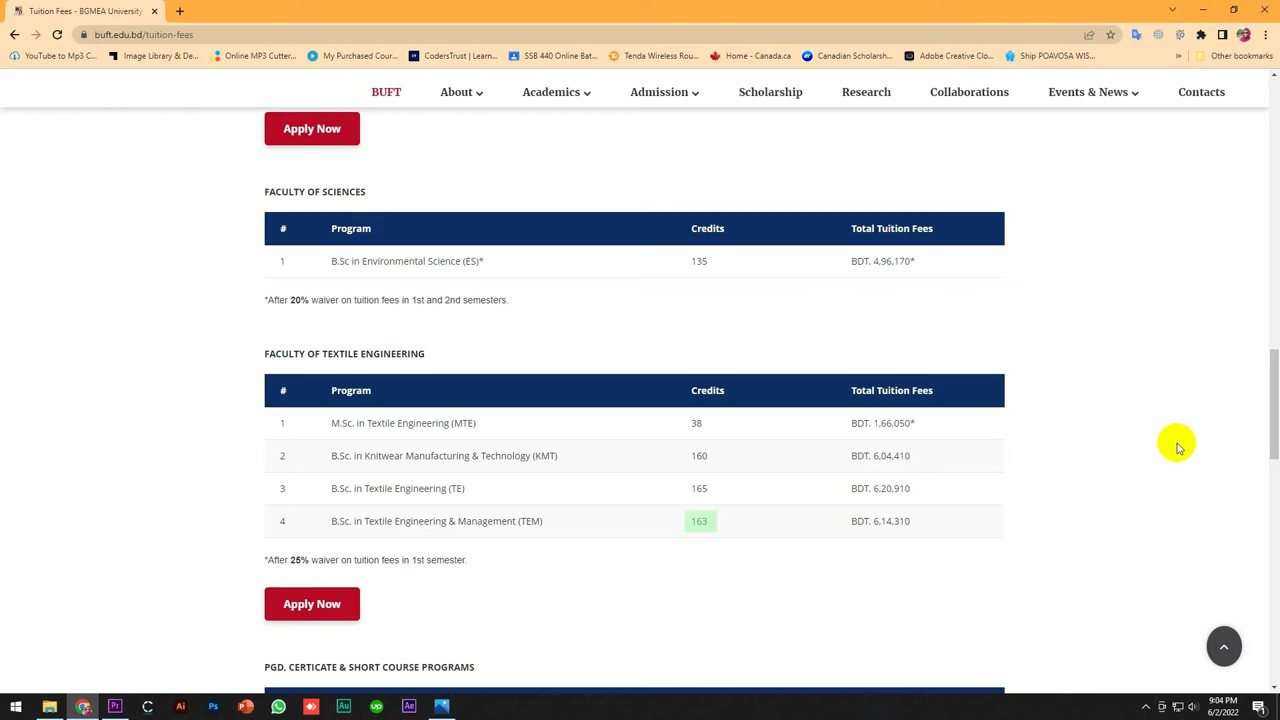 Tuition Fees - BGMEA University
buft.edu.bd/tuition-fees
YouTube to Mp3 C...
Image Library & De...
Online MP3 Cutter -...
My Purchased Cour...
CodersTrust | Learn...
SSB 440 Online Bat...
Tenda Wireless Rou...
Home - Canada.ca
Canadian Scholarsh...
Adobe Creative Clo...
Ship POAVOSA WIS...
»
Other bookmarks
BUFT
About
Academics
Admission
Scholarship
Research
Collaborations
Events & News
Contacts
Apply Now
FACULTY OF SCIENCES
# Program Credits Total Tuition Fees
1 B.Sc in Environmental Science (ES)* 135 BDT. 4,96,170*
*After 20% waiver on tuition fees in 1st and 2nd semesters.
FACULTY OF TEXTILE ENGINEERING
# Program Credits Total Tuition Fees
1 M.Sc. in Textile Engineering (MTE) 38 BDT. 1,66,050*
2 B.Sc. in Knitwear Manufacturing & Technology (KMT) 160 BDT. 6,04,410
3 B.Sc. in Textile Engineering (TE) 165 BDT. 6,20,910
4 B.Sc. in Textile Engineering & Management (TEM) 163 BDT. 6,14,310
*After 25% waiver on tuition fees in 1st semester.
Apply Now
PGD, CERTICATE & SHORT COURSE PROGRAMS
Pr
C
Ai
Ps
P
Au
up
Ae
9:04 PM
6/2/2022